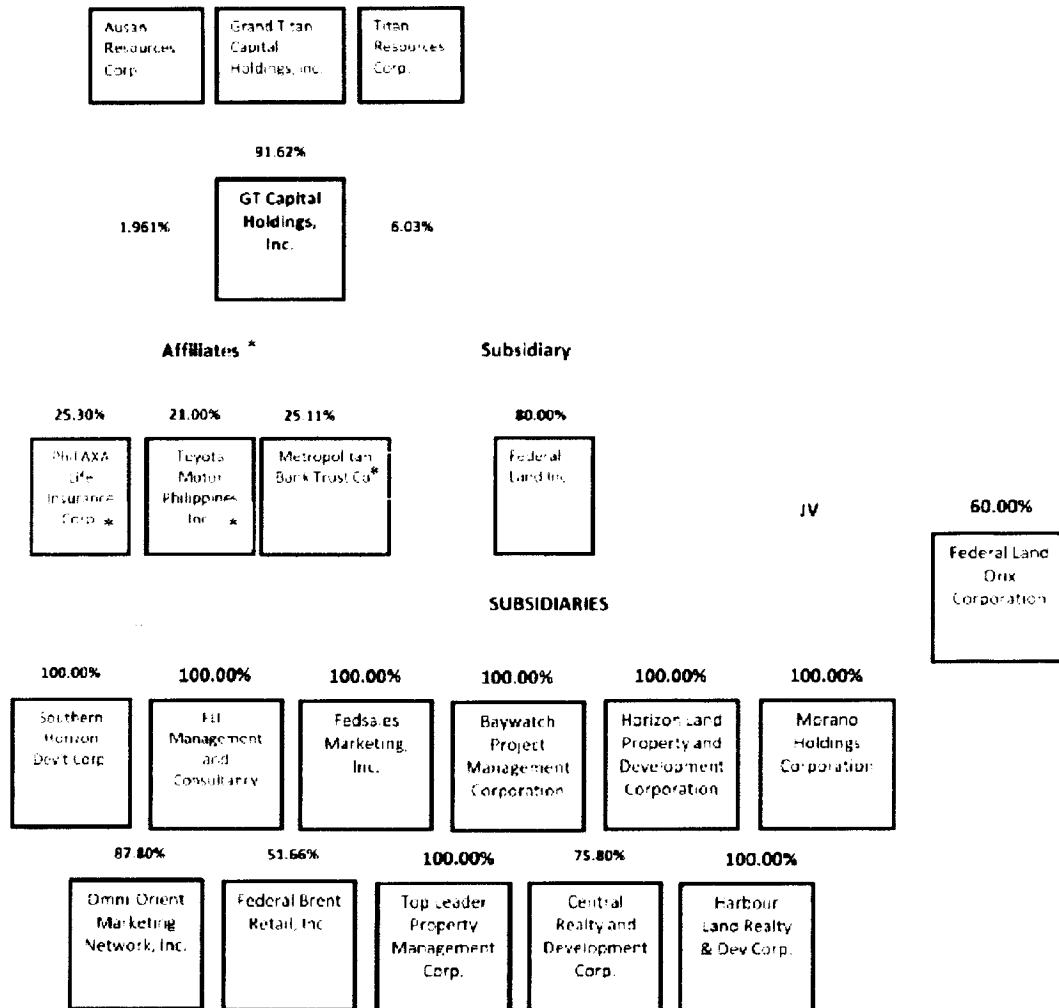 Ausan
Resources
Corp.
Grand Titan
Capital
Holdings, Inc.
Titan
Resources
Corp.
91.62%
GT Capital
Holdings,
Inc.
1.961%
6.03%
Affiliates *
Subsidiary
25.30%
21.00%
25.11%
80.00%
Phil AXA
Life
Insurance
Corp. *
Toyota
Motor
Philippines
Inc. *
Metropolitan
Bank Trust Co*
Federal
Land Inc
JV
60.00%
Federal Land
Orix
Corporation
SUBSIDIARIES
100.00%
100.00%
100.00%
100.00%
100.00%
100.00%
Southern
Horizon
Dev't Corp
FLI
Management
and
Consultancy
Fedsales
Marketing,
Inc.
Baywatch
Project
Management
Corporation
Horizon Land
Property and
Development
Corporation
Morano
Holdings
Corporation
87.80%
51.66%
100.00%
75.80%
100.00%
Omni Orient
Marketing
Network, Inc.
Federal Brent
Retail, Inc
Top Leader
Property
Management
Corp.
Central
Realty and
Development
Corp.
Harbour
Land Realty
& Dev Corp.